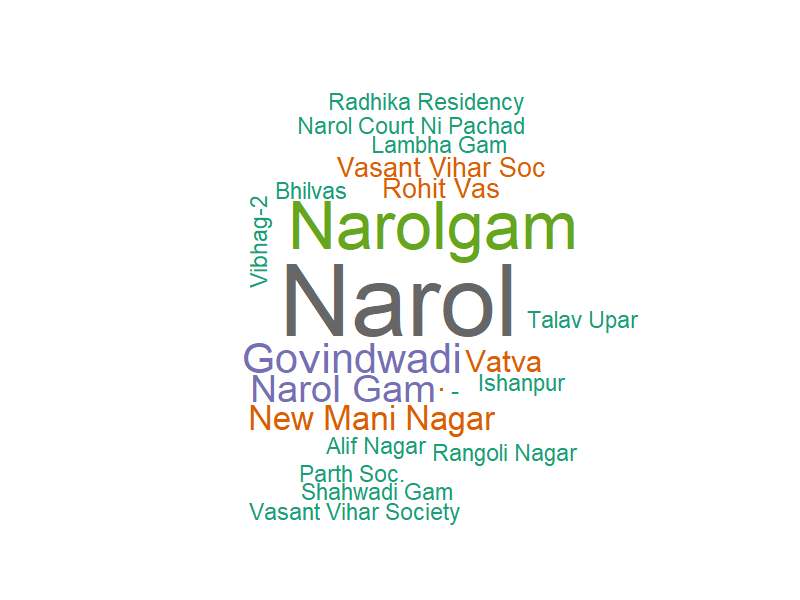 Radhika Residency
Narol Court Ni Pachad
Lambha Gam
Vasant Vihar Soc
Bhilvas
Rohit Vas
Vibhag-2
Narolgam
Narol
Talav Upar
Govindwadi
Vatva
Narol Gam
.
-
Ishanpur
New Mani Nagar
Alif Nagar
Rangoli Nagar
Parth Soc.
Shahwadi Gam
Vasant Vihar Society